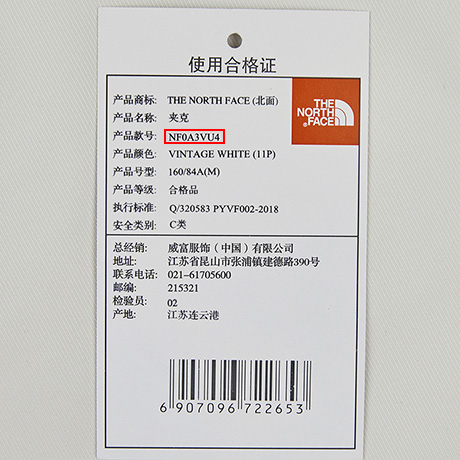 使用合格证
产品商标: THE NORTH FACE (北面)
产品名称: 夹克
产品款号: NF0A3VU4
产品颜色: VINTAGE WHITE (11P)
产品号型: 160/84A(M)
产品等级: 合格品
执行标准: Q/320583 PYVF002-2018
安全类别: C类
THE
NORTH
FACE
总经销: 威富服饰（中国）有限公司
地址: 江苏省昆山市张浦镇建德路390号
联系电话: 021-61705600
邮编: 215321
检验员: 02
产地: 江苏连云港
6 907096 722653